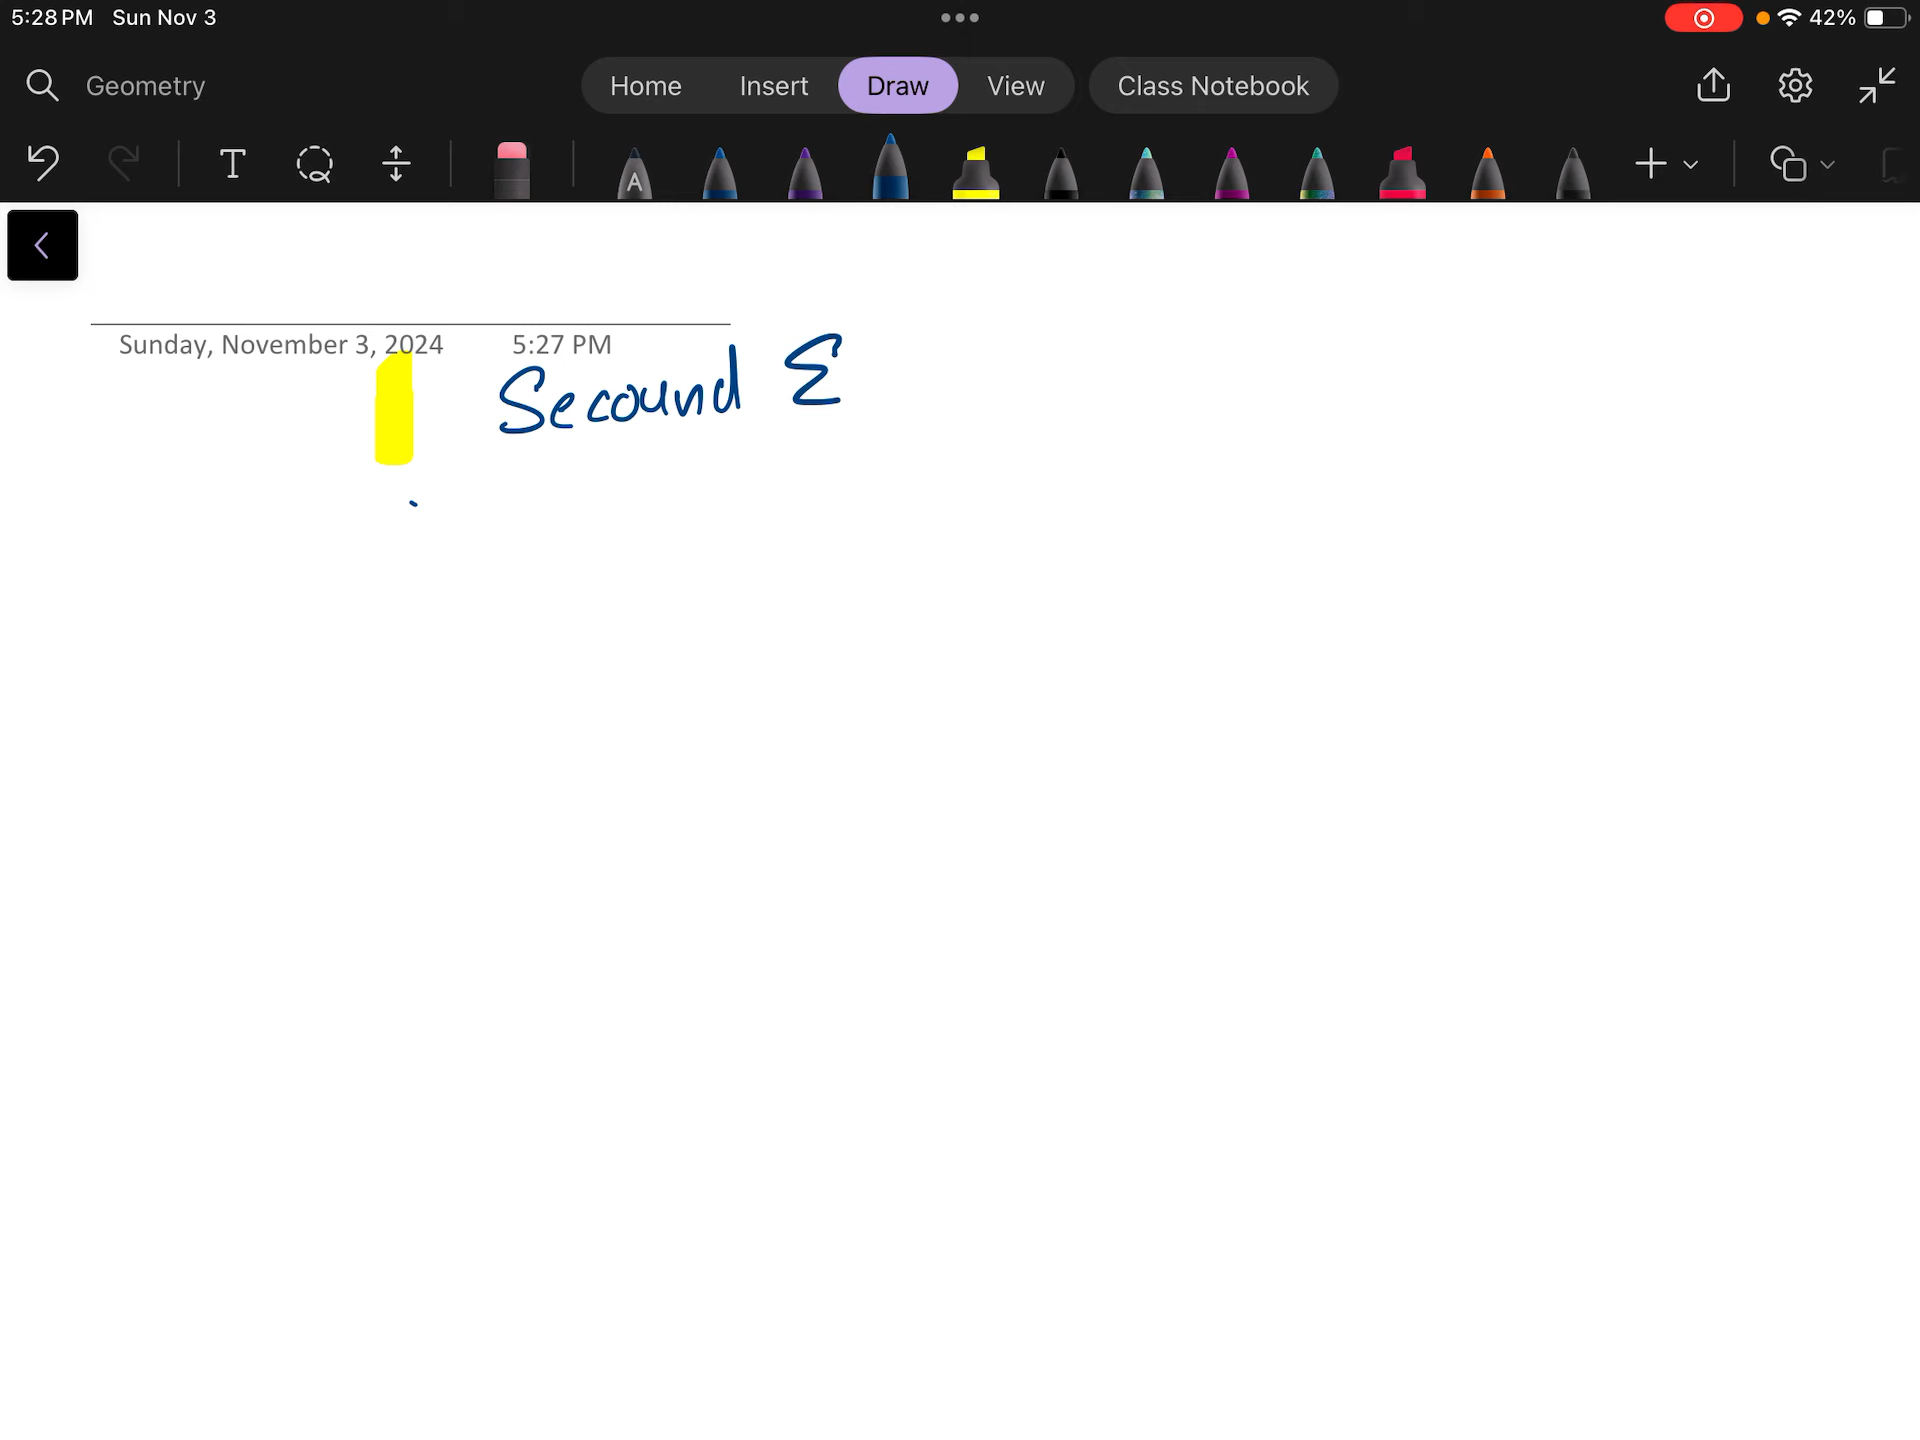 5:28 PM Sun Nov 3 42%
Geometry Home Insert Draw View Class Notebook
T A
Sunday, November 3, 2024 5:27 PM
Secound Σ